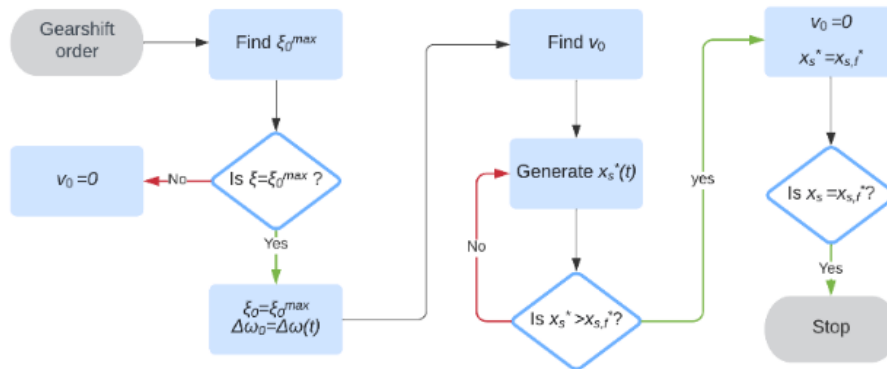 Gearshift
order
Find ξ₀ᵐᵃˣ
Is ξ=ξ₀ᵐᵃˣ ?
No
v₀ =0
Yes
ξ₀=ξ₀ᵐᵃˣ
Δω₀=Δω(t)
Find v₀
Generate xₛ*(t)
No
Is xₛ* >xₛ,f*?
yes
v₀ =0
xₛ* =xₛ,f*
Is xₛ =xₛ,f*?
Yes
Stop